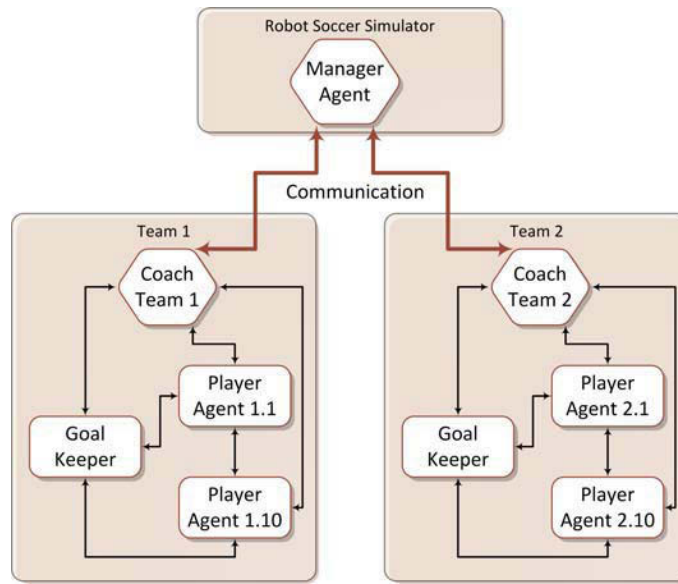 Robot Soccer Simulator
Manager
Agent
Communication
Team 1
Coach
Team 1
Player
Agent 1.1
Goal
Keeper
Player
Agent 1.10
Team 2
Coach
Team 2
Player
Agent 2.1
Goal
Keeper
Player
Agent 2.10